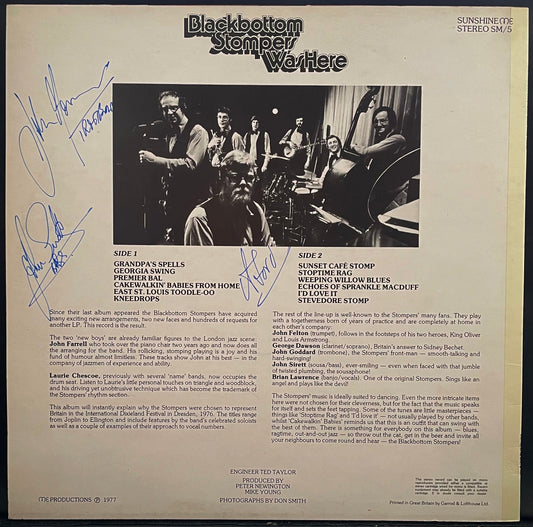 Blackbottom
Stompers
Was Here
SUNSHINE ME
STEREO SM/5
SIDE 1
GRANDPA'S SPELLS
GEORGIA SWING
PREMIER BAL
CAKEWALKIN' BABIES FROM HOME
EAST ST. LOUIS TOODLE-OO
KNEEDROPS
SIDE 2
SUNSET CAFÉ STOMP
STOPTIME RAG
WEEPING WILLOW BLUES
ECHOES OF SPRANKLE MACDUFF
I'D LOVE IT
STEVEDORE STOMP
Since their last album appeared the Blackbottom Stompers have acquired
many exciting new arrangements, two new faces and hundreds of requests for
another LP. This record is the result.
The two 'new boys' are already familiar figures to the London jazz scene:
John Farrell who took over the piano chair two years ago and now does all
the arranging for the band. His rollicking, stomping playing is a joy and his
fund of humour almost limitless. These tracks show John at his best — in the
company of jazzmen of experience and ability.
Laurie Chescoe, previously with several 'name' bands, now occupies the
drum seat. Listen to Laurie's little personal touches on triangle and woodblock,
and his driving yet unobtrusive technique which has become the trademark of
the Stompers' rhythm section.
This album will instantly explain why the Stompers were chosen to represent
Britain in the International Dixieland Festival in Dresden, 1976. The titles range
from Joplin to Ellington and include features by the band's celebrated soloists
as well as a couple of examples of their approach to vocal numbers.
The rest of the line-up is well-known to the Stompers' many fans. They play
with a togetherness born of years of practice and are completely at home in
each other's company:
John Felton (trumpet), follows in the footsteps of his two heroes, King Oliver
and Louis Armstrong.
George Dawson (clarinet/soprano), Britain's answer to Sidney Bechet.
John Goddard (trombone), the Stompers' front-man — smooth-talking and
hard-swinging!
John Sirett (sousa/bass), ever-smiling — even when faced with that jumble
of twisted plumbing, the sousaphone!
Brian Lawrance (banjo/vocals). One of the original Stompers. Sings like an
angel and plays like the devil!
The Stompers' music is ideally suited to dancing. Even the more intricate items
here were not chosen for their cleverness, but for the fact that the music speaks
for itself and sets the feet tapping. Some of the tunes are little masterpieces —
things like 'Stoptime Rag' and 'I'd love it' — not usually played by other bands,
whilst 'Cakewalkin' Babies' reminds us that this is an outfit that can swing with
the best of them. There is something for everybody on this album — blues,
ragtime, out-and-out jazz — so throw out the cat, get in the beer and invite all
your neighbours to come round and hear — the Blackbottom Stompers!
ENGINEER TED TAYLOR
PRODUCED BY
PETER NEWINGTON
MIKE YOUNG
PHOTOGRAPHS BY DON SMITH
ME PRODUCTIONS Ⓟ 1977
Printed in Great Britain by Garrod & Lofthouse Ltd.